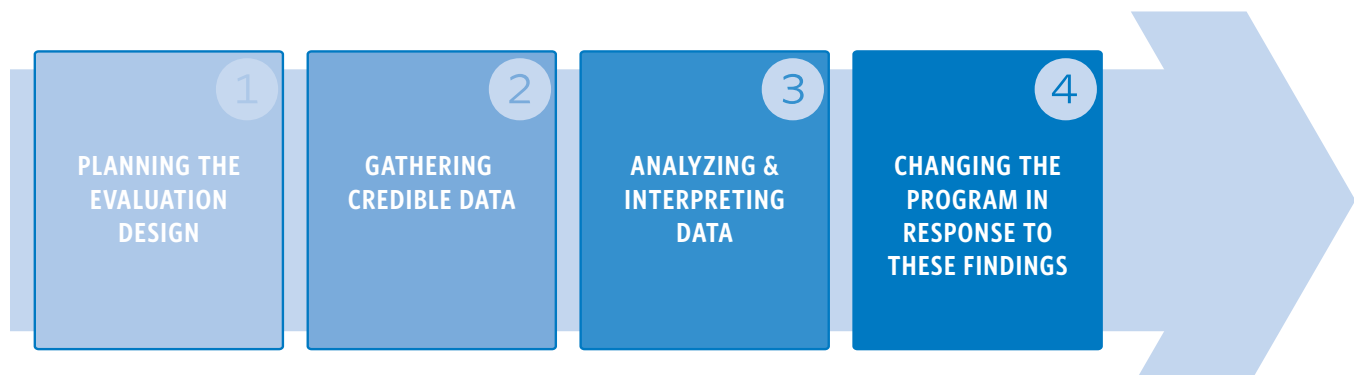 1
PLANNING THE
EVALUATION
DESIGN
2
GATHERING
CREDIBLE DATA
3
ANALYZING &
INTERPRETING
DATA
4
CHANGING THE
PROGRAM IN
RESPONSE TO
THESE FINDINGS